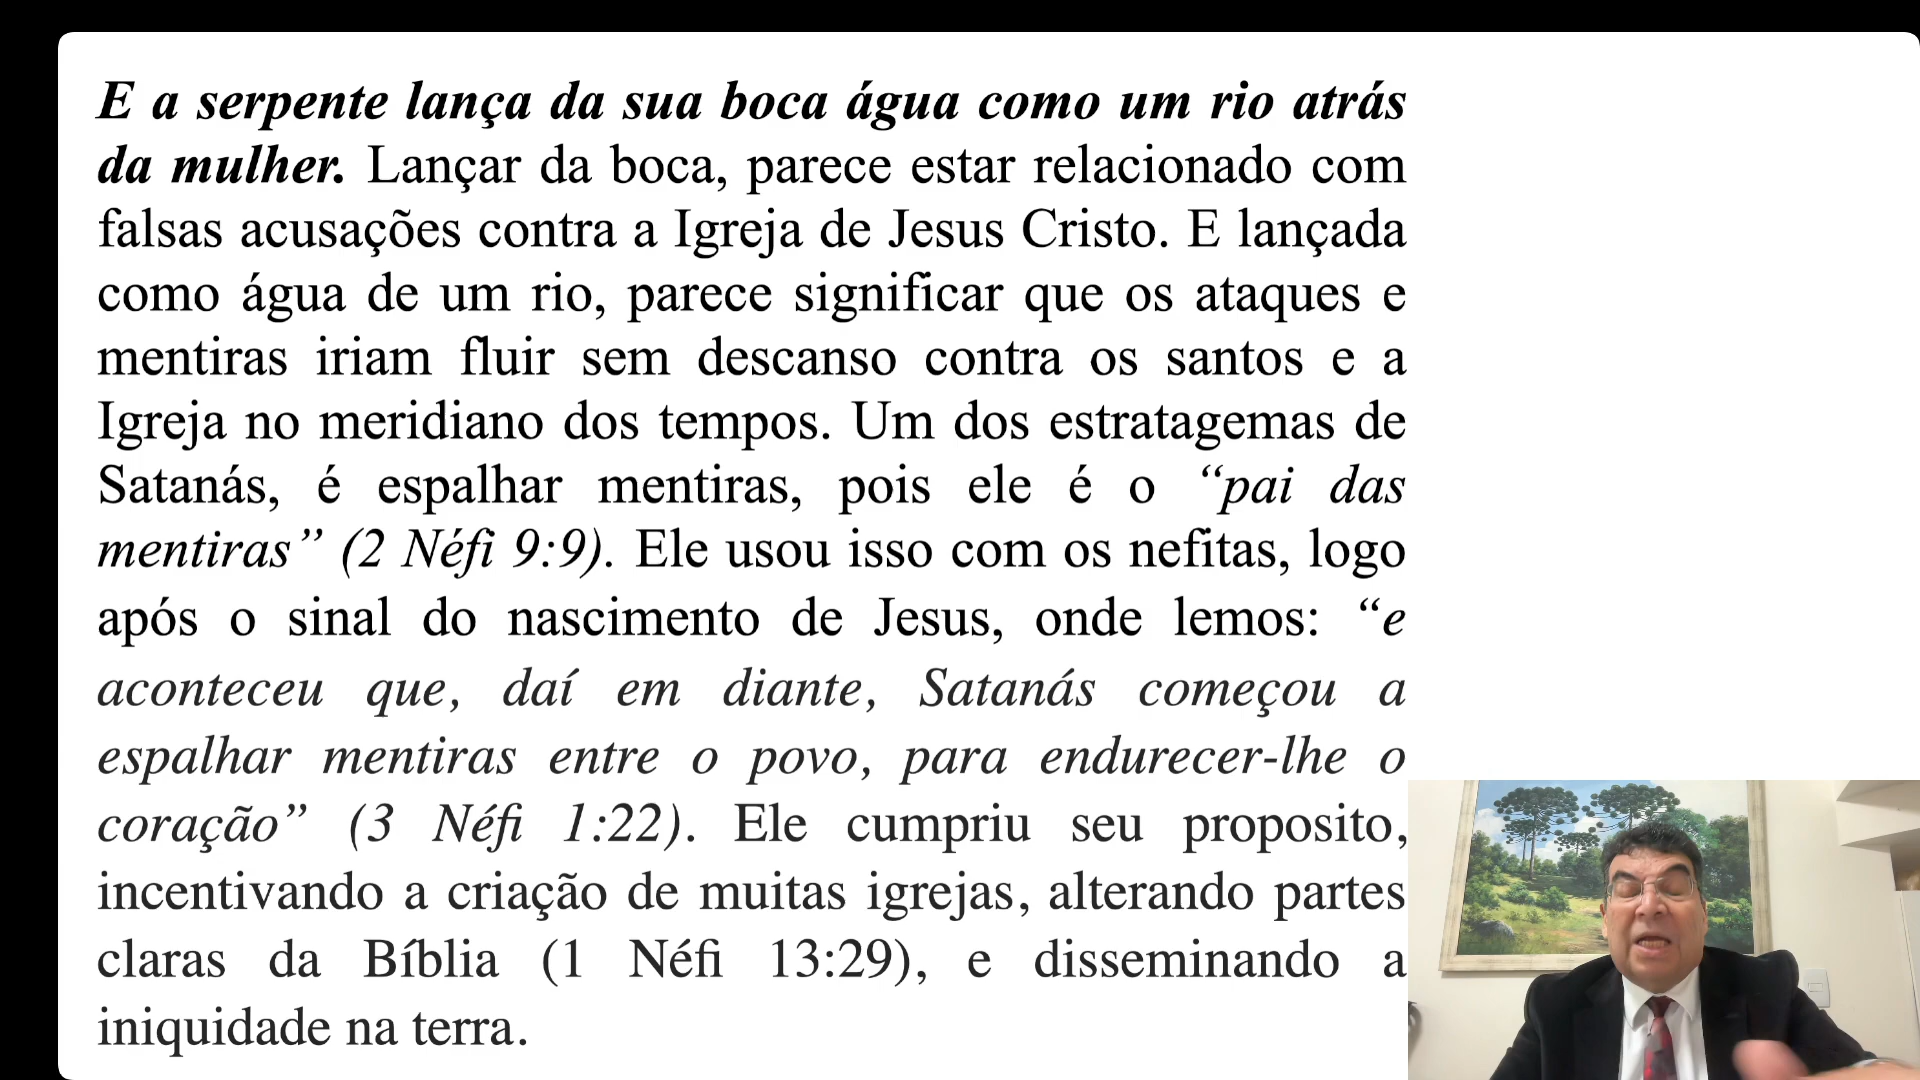 E a serpente lança da sua boca água como um rio atrás
da mulher. Lançar da boca, parece estar relacionado com
falsas acusações contra a Igreja de Jesus Cristo. E lançada
como água de um rio, parece significar que os ataques e
mentiras iriam fluir sem descanso contra os santos e a
Igreja no meridiano dos tempos. Um dos estratagemas de
Satanás, é espalhar mentiras, pois ele é o “pai das
mentiras” (2 Néfi 9:9). Ele usou isso com os nefitas, logo
após o sinal do nascimento de Jesus, onde lemos: “e
aconteceu que, daí em diante, Satanás começou a
espalhar mentiras entre o povo, para endurecer-lhe o
coração” (3 Néfi 1:22). Ele cumpriu seu proposito,
incentivando a criação de muitas igrejas, alterando partes
claras da Bíblia (1 Néfi 13:29), e disseminando a
iniquidade na terra.